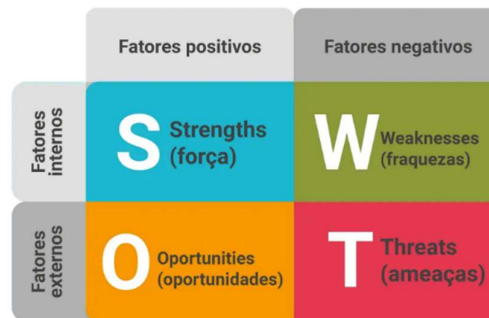 Fatores positivos
Fatores negativos
Fatores
internos
S
Strengths
(força)
W
Weaknesses
(fraquezas)
Fatores
externos
O
Oportunities
(oportunidades)
T
Threats
(ameaças)